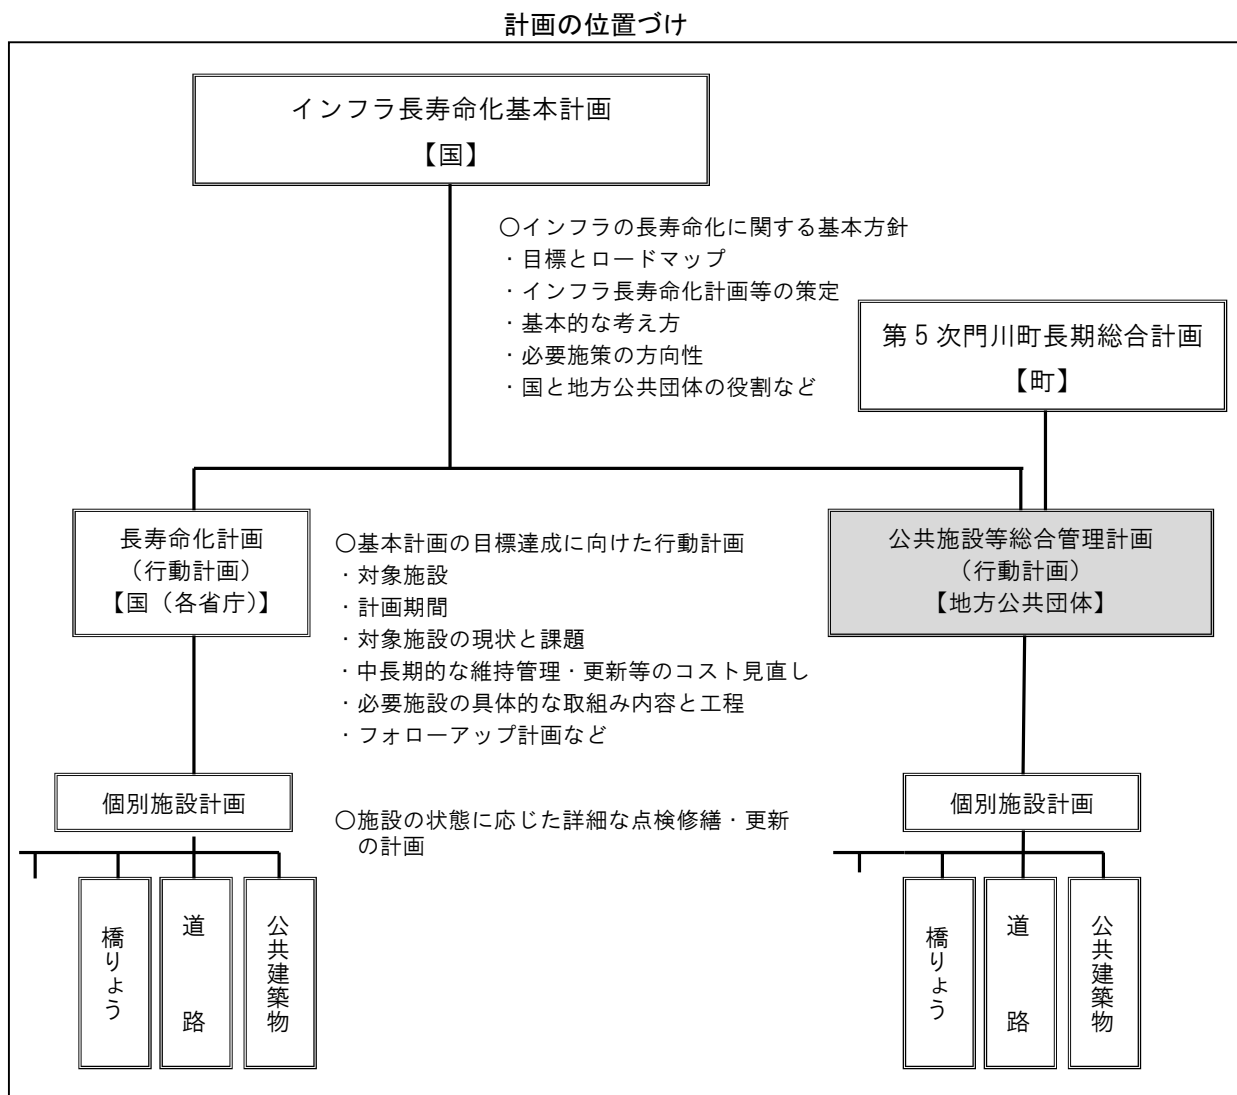 計画の位置づけ
インフラ長寿命化基本計画
【国】
○インフラの長寿命化に関する基本方針
・目標とロードマップ
・インフラ長寿命化計画等の策定
・基本的な考え方
・必要施策の方向性
・国と地方公共団体の役割など
第5次門川町長期総合計画
【町】
長寿命化計画
（行動計画）
【国（各省庁）】
○基本計画の目標達成に向けた行動計画
・対象施設
・計画期間
・対象施設の現状と課題
・中長期的な維持管理・更新等のコスト見直し
・必要施設の具体的な取組み内容と工程
・フォローアップ計画など
公共施設等総合管理計画
（行動計画）
【地方公共団体】
個別施設計画
○施設の状態に応じた詳細な点検修繕・更新
の計画
個別施設計画
橋りょう
道路
公共建築物
橋りょう
道路
公共建築物